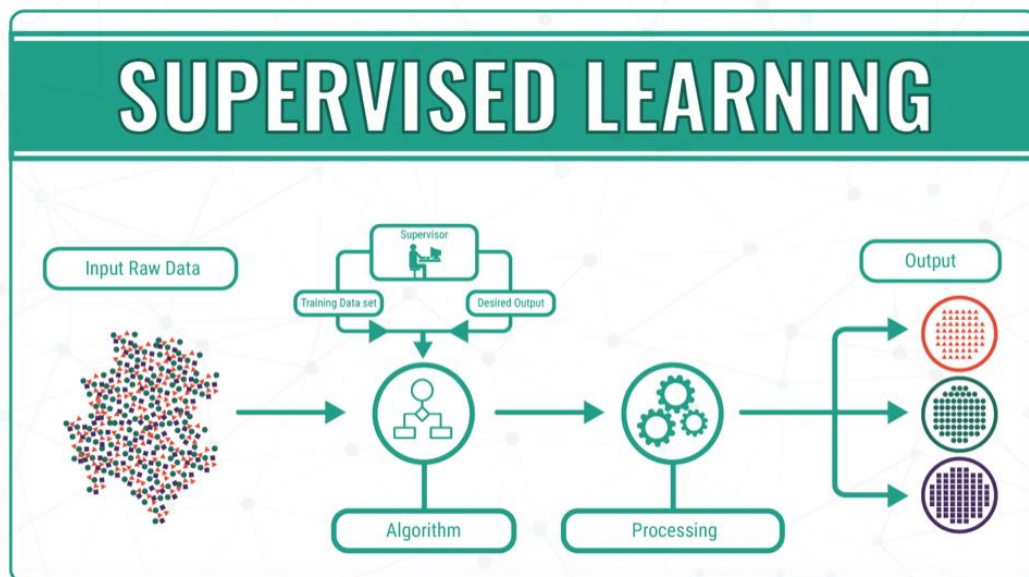 SUPERVISED LEARNING
Supervisor
Input Raw Data
Output
Training Data set
Desired Output
Algorithm
Processing